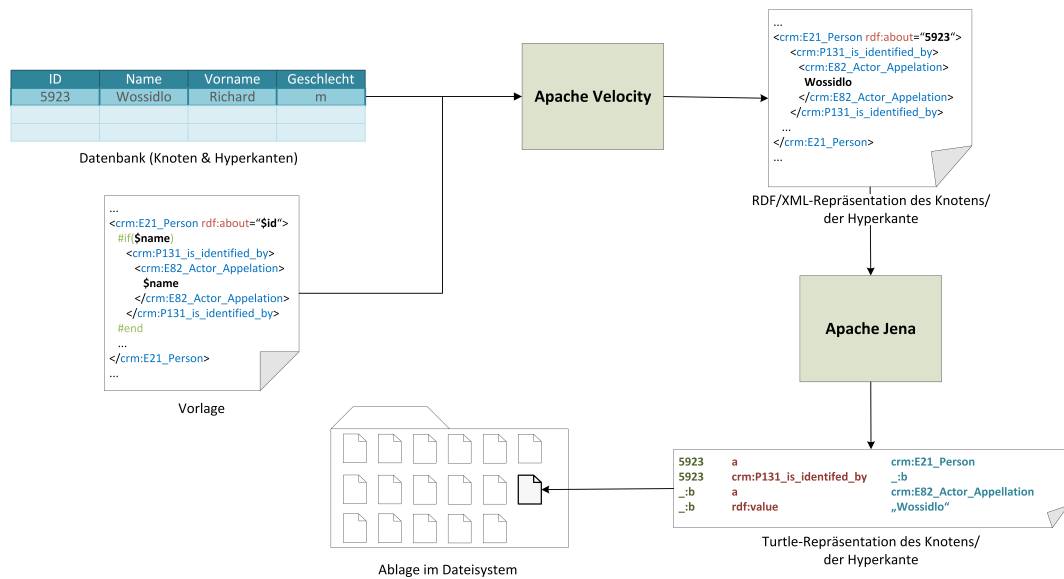 ID Name Vorname Geschlecht
5923 Wossidlo Richard m
Datenbank (Knoten & Hyperkanten)
...
<crm:E21_Person rdf:about="$id“>
#if($name)
<crm:P131_is_identified_by>
<crm:E82_Actor_Appelation>
$name
</crm:E82_Actor_Appelation>
</crm:P131_is_identified_by>
#end
...
</crm:E21_Person>
...
Vorlage
Apache Velocity
...
<crm:E21_Person rdf:about=“5923“>
<crm:P131_is_identified_by>
<crm:E82_Actor_Appelation>
Wossidlo
</crm:E82_Actor_Appelation>
</crm:P131_is_identified_by>
...
</crm:E21_Person>
...
RDF/XML-Repräsentation des Knotens/
der Hyperkante
Apache Jena
5923 a crm:E21_Person
5923 crm:P131_is_identifed_by _:b
_:b a crm:E82_Actor_Appellation
_:b rdf:value „Wossidlo“
Turtle-Repräsentation des Knotens/
der Hyperkante
Ablage im Dateisystem